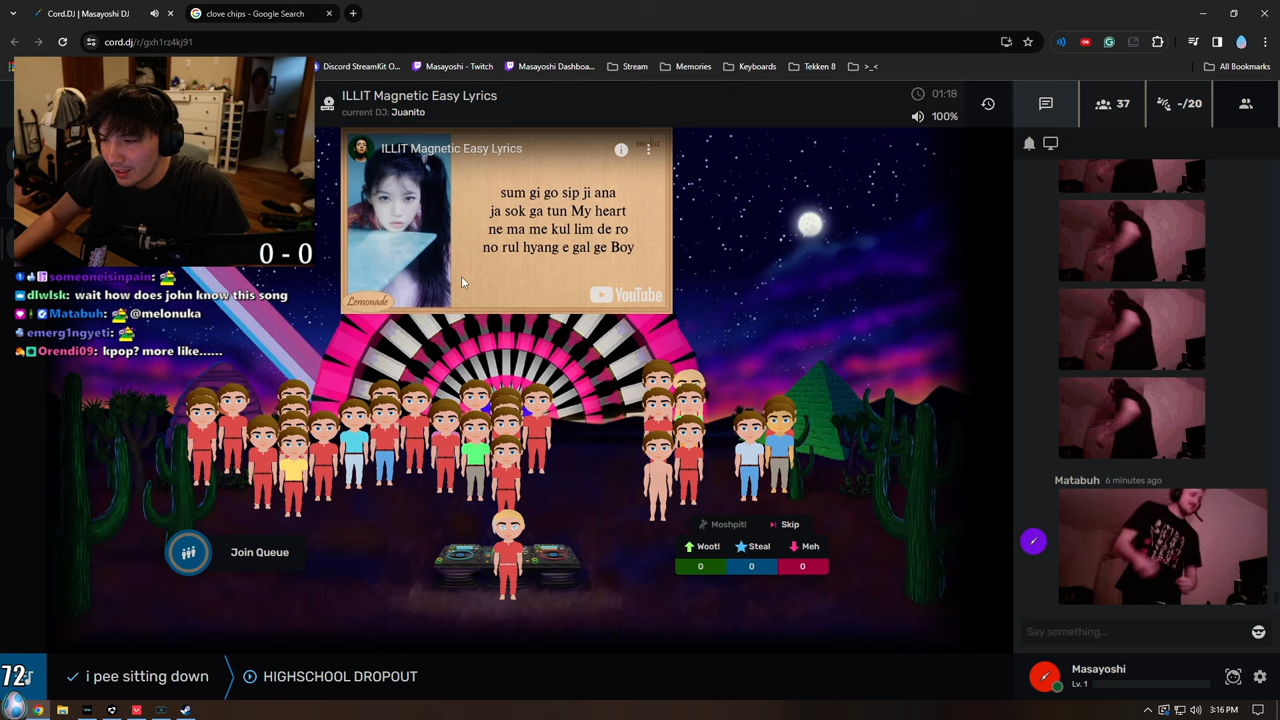 Cord.DJ | Masayoshi DJ
clove chips - Google Search
cord.dj/r/gxh1rz4kj91
Discord StreamKit O...
Masayoshi - Twitch
Masayoshi Dashboa...
Stream
Memories
Keyboards
Tekken 8
>_<
All Bookmarks
ILLIT Magnetic Easy Lyrics
current DJ: Juanito
01:18
100%
37
-/20
ILLIT Magnetic Easy Lyrics
sum gi go sip ji ana
ja sok ga tun My heart
ne ma me kul lim de ro
no rul hyang e gal ge Boy
Lemonade
YouTube
0 - 0
someoneisinpain:
dlwlsk: wait how does john know this song
Matabuh: @melonuka
emerg1ngyeti:
Orendi09: kpop? more like......
Matabuh 6 minutes ago
Moshpit!
Skip
Woot!
Steal
Meh
0
0
0
Join Queue
Say something...
72
i pee sitting down
HIGHSCHOOL DROPOUT
Masayoshi
Lv. 1
3:16 PM